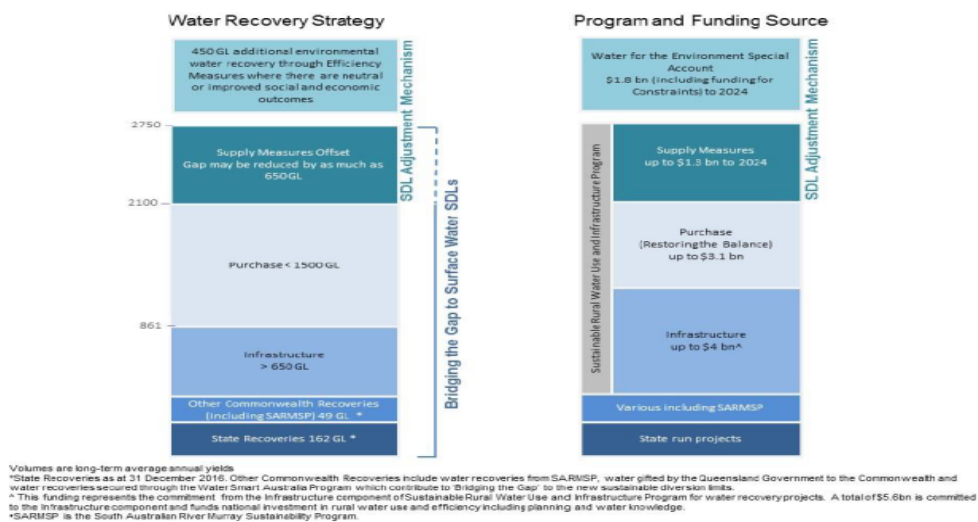 Water Recovery Strategy
Program and Funding Source
450 GL additional environmental
water recovery through Efficiency
Measures where there are neutral
or improved social and economic
outcomes
SDL Adjustment Mechanism
2750
Supply Measures Offset
Gap may be reduced by as much as
650 GL
2100
Purchase < 1500 GL
861
Infrastructure
> 650 GL
Other Commonwealth Recoveries
(including SARMSP) 49 GL *
State Recoveries 162 GL *
Bridging the Gap to Surface Water SDLs
Water for the Environment Special
Account
$1.8 bn (including funding for
Constraints) to 2024
SDL Adjustment Mechanism
Sustainable Rural Water Use and Infrastructure Program
Supply Measures
up to $1.3 bn to 2024
Purchase
(Restoring the Balance)
up to $3.1 bn
Infrastructure
up to $4 bn^
Various including SARMSP
State run projects
Volumes are long-term average annual yields
*State Recoveries as at 31 December 2016. Other Commonwealth Recoveries include water recoveries from SARMSP, water gifted by the Queensland Government to the Commonwealth and
water recoveries secured through the Water Smart Australia Program which contribute to 'Bridging the Gap' to the new sustainable diversion limits.
^ This funding represents the commitment from the Infrastructure component of Sustainable Rural Water Use and Infrastructure Program for water recovery projects. A total of $5.6bn is committed
to the Infrastructure component and funds national investment in rural water use and efficiency including planning and water knowledge.
•SARMSP is the South Australian River Murray Sustainability Program.